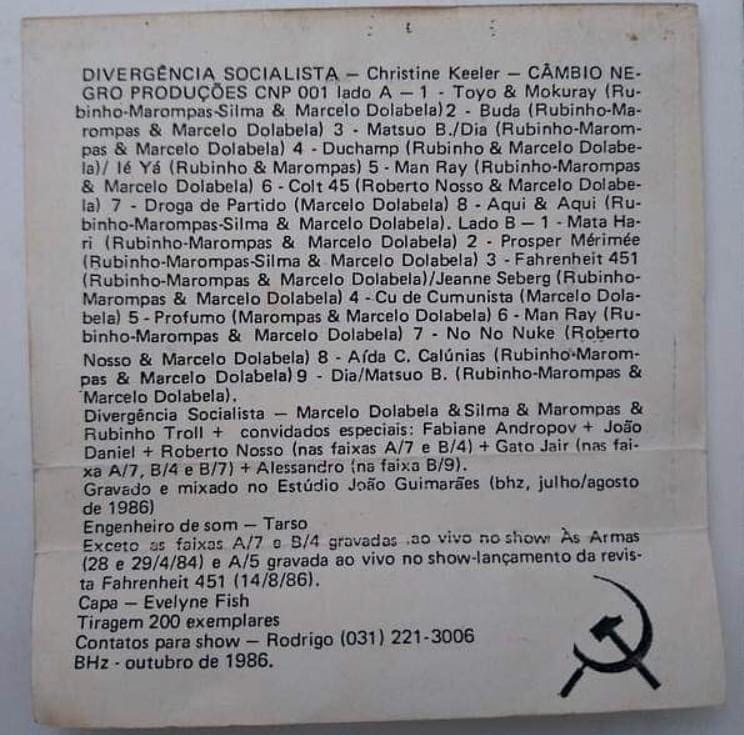 DIVERGÊNCIA SOCIALISTA — Christine Keeler — CÂMBIO NE-
GRO PRODUÇÕES CNP 001 lado A — 1 - Toyo & Mokuray (Ru-
binho-Marompas-Silma & Marcelo Dolabela)2 - Buda (Rubinho-Ma-
rompas & Marcelo Dolabela) 3 - Matsuo B./Dia (Rubinho-Marom-
pas & Marcelo Dolabela) 4 - Duchamp (Rubinho & Marcelo Dolabe-
la)/ Ié Yá (Rubinho & Marompas) 5 - Man Ray (Rubinho-Marompas
& Marcelo Dolabela) 6 - Colt 45 (Roberto Nosso & Marcelo Dolabe-
la) 7 - Droga de Partido (Marcelo Dolabela) 8 - Aqui & Aqui (Ru-
binho-Marompas-Silma & Marcelo Dolabela). Lado B — 1 - Mata Ha-
ri (Rubinho-Marompas & Marcelo Dolabela) 2 - Prosper Mérimée
(Rubinho-Marompas-Silma & Marcelo Dolabela) 3 - Fahrenheit 451
(Rubinho-Marompas & Marcelo Dolabela)/Jeanne Seberg (Rubinho-
Marompas & Marcelo Dolabela) 4 - Cu de Cumunista (Marcelo Dola-
bela) 5 - Profumo (Marompas & Marcelo Dolabela) 6 - Man Ray (Ru-
binho-Marompas & Marcelo Dolabela) 7 - No No Nuke (Roberto
Nosso & Marcelo Dolabela) 8 - Aída C. Calúnias (Rubinho-Marom-
pas & Marcelo Dolabela) 9 - Dia/Matsuo B. (Rubinho-Marompas &
Marcelo Dolabela).
Divergência Socialista — Marcelo Dolabela & Silma & Marompas &
Rubinho Troll + convidados especiais: Fabiane Andropov + João
Daniel + Roberto Nosso (nas faixas A/7 e B/4) + Gato Jair (nas fai-
xa A/7, B/4 e B/7) + Alessandro (na faixa B/9).
Gravado e mixado no Estúdio João Guimarães (bhz, julho/agosto
de 1986)
Engenheiro de som — Tarso
Exceto as faixas A/7 e B/4 gravadas ao vivo no show Às Armas
(28 e 29/4/84) e A/5 gravada ao vivo no show-lançamento da revis-
ta Fahrenheit 451 (14/8/86).
Capa — Evelyne Fish
Tiragem 200 exemplares
Contatos para show — Rodrigo (031) 221-3006
BHz - outubro de 1986.